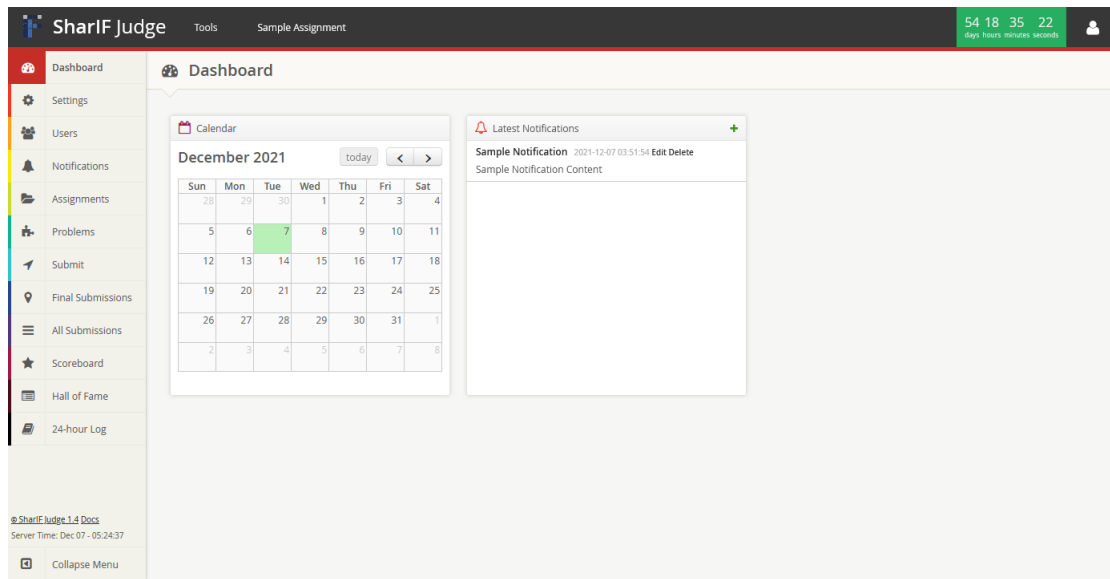 SharIF Judge
Tools
Sample Assignment
54 18 35 22
days hours minutes seconds
Dashboard
Settings
Users
Notifications
Assignments
Problems
Submit
Final Submissions
All Submissions
Scoreboard
Hall of Fame
24-hour Log
© SharIF Judge 1.4 Docs
Server Time: Dec 07 - 05:24:37
Collapse Menu
Dashboard
Calendar
December 2021
today
Sun Mon Tue Wed Thu Fri Sat
28 29 30 1 2 3 4
5 6 7 8 9 10 11
12 13 14 15 16 17 18
19 20 21 22 23 24 25
26 27 28 29 30 31 1
2 3 4 5 6 7 8
Latest Notifications
Sample Notification 2021-12-07 03:51:54 Edit Delete
Sample Notification Content